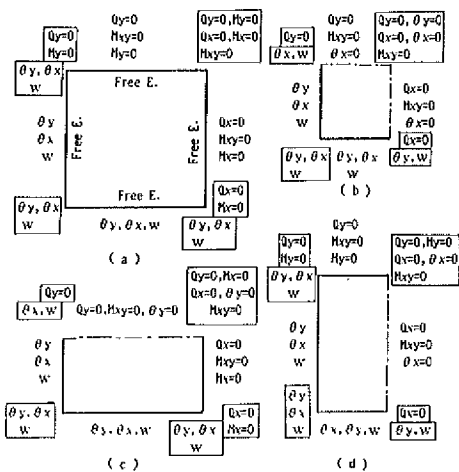 Qy=0
Qy=0
My=0
Mxy=0
My=0
Qy=0,My=0
Qx=0,Mx=0
Mxy=0
θy,θx
W
Free E.
θy
θx
W
Free E.
Free E.
Qx=0
Mxy=0
Mx=0
Free E.
θy,θx
W
θy,θx,W
Qx=0
Mx=0
θy,θx
W
(a)
Qy=0
Qy=0
θx,W
Mxy=0
θx=0
Qy=0,θy=0
Qx=0,θx=0
Mxy=0
θy
θx
W
Qx=0
Mxy=0
θx=0
θy,θx
W
θy,θx
W
Qx=0
θy,W
(b)
Qy=0
θx,W
Qy=0,Mxy=0,θy=0
Qy=0,Mx=0
Qx=0,θy=0
Mxy=0
θy
θx
W
Qx=0
Mxy=0
Mx=0
θy,θx
W
θy,θx,W
θy,θx
W
Qx=0
Mx=0
(c)
Qy=0
Qy=0
My=0
Mxy=0
My=0
Qy=0,My=0
Qx=0,θx=0
Mxy=0
θy,θx
W
θy
θx
W
Qx=0
Mxy=0
θx=0
θy
θx
W
θx,θy,W
Qx=0
θy,W
(d)